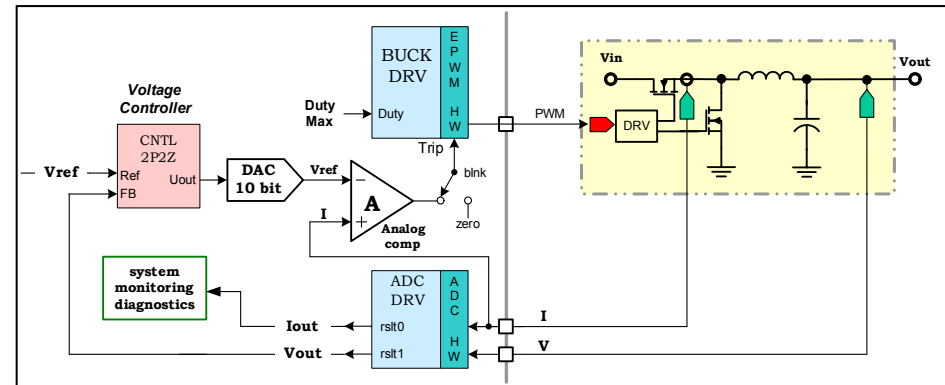 Voltage
Controller
Vref
CNTL
2P2Z
Ref
FB
Uout
DAC
10 bit
Vref
I
−
+
A
Analog
comp
Duty
Max
BUCK
DRV
Duty
E
P
W
M
H
W
Trip
blnk
zero
PWM
Vin
Vout
DRV
system
monitoring
diagnostics
Iout
Vout
ADC
DRV
rslt0
rslt1
A
D
C
H
W
I
V